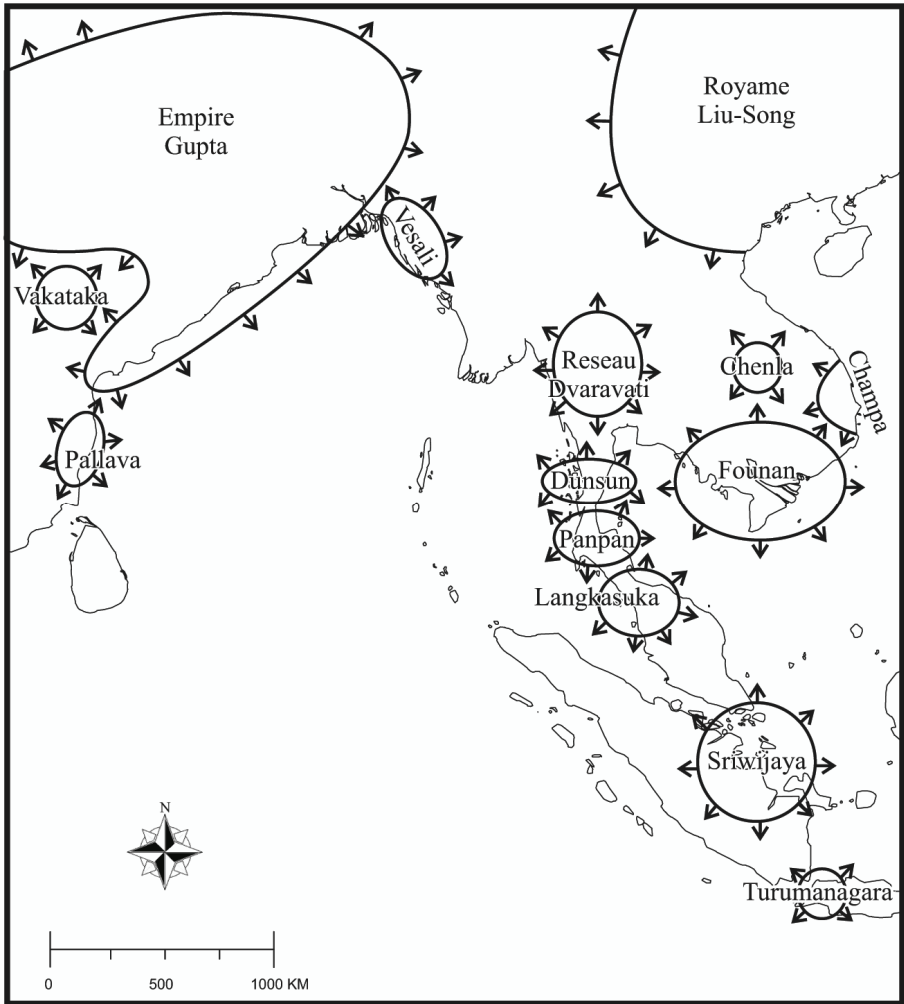 Empire
Gupta
Royame
Liu-Song
Vesali
Vakataka
Reseau
Dvaravati
Chenla
Champa
Pallava
Founan
Dunsun
Panpan
Langkasuka
Sriwijaya
Turumanagara
N
0 500 1000 KM